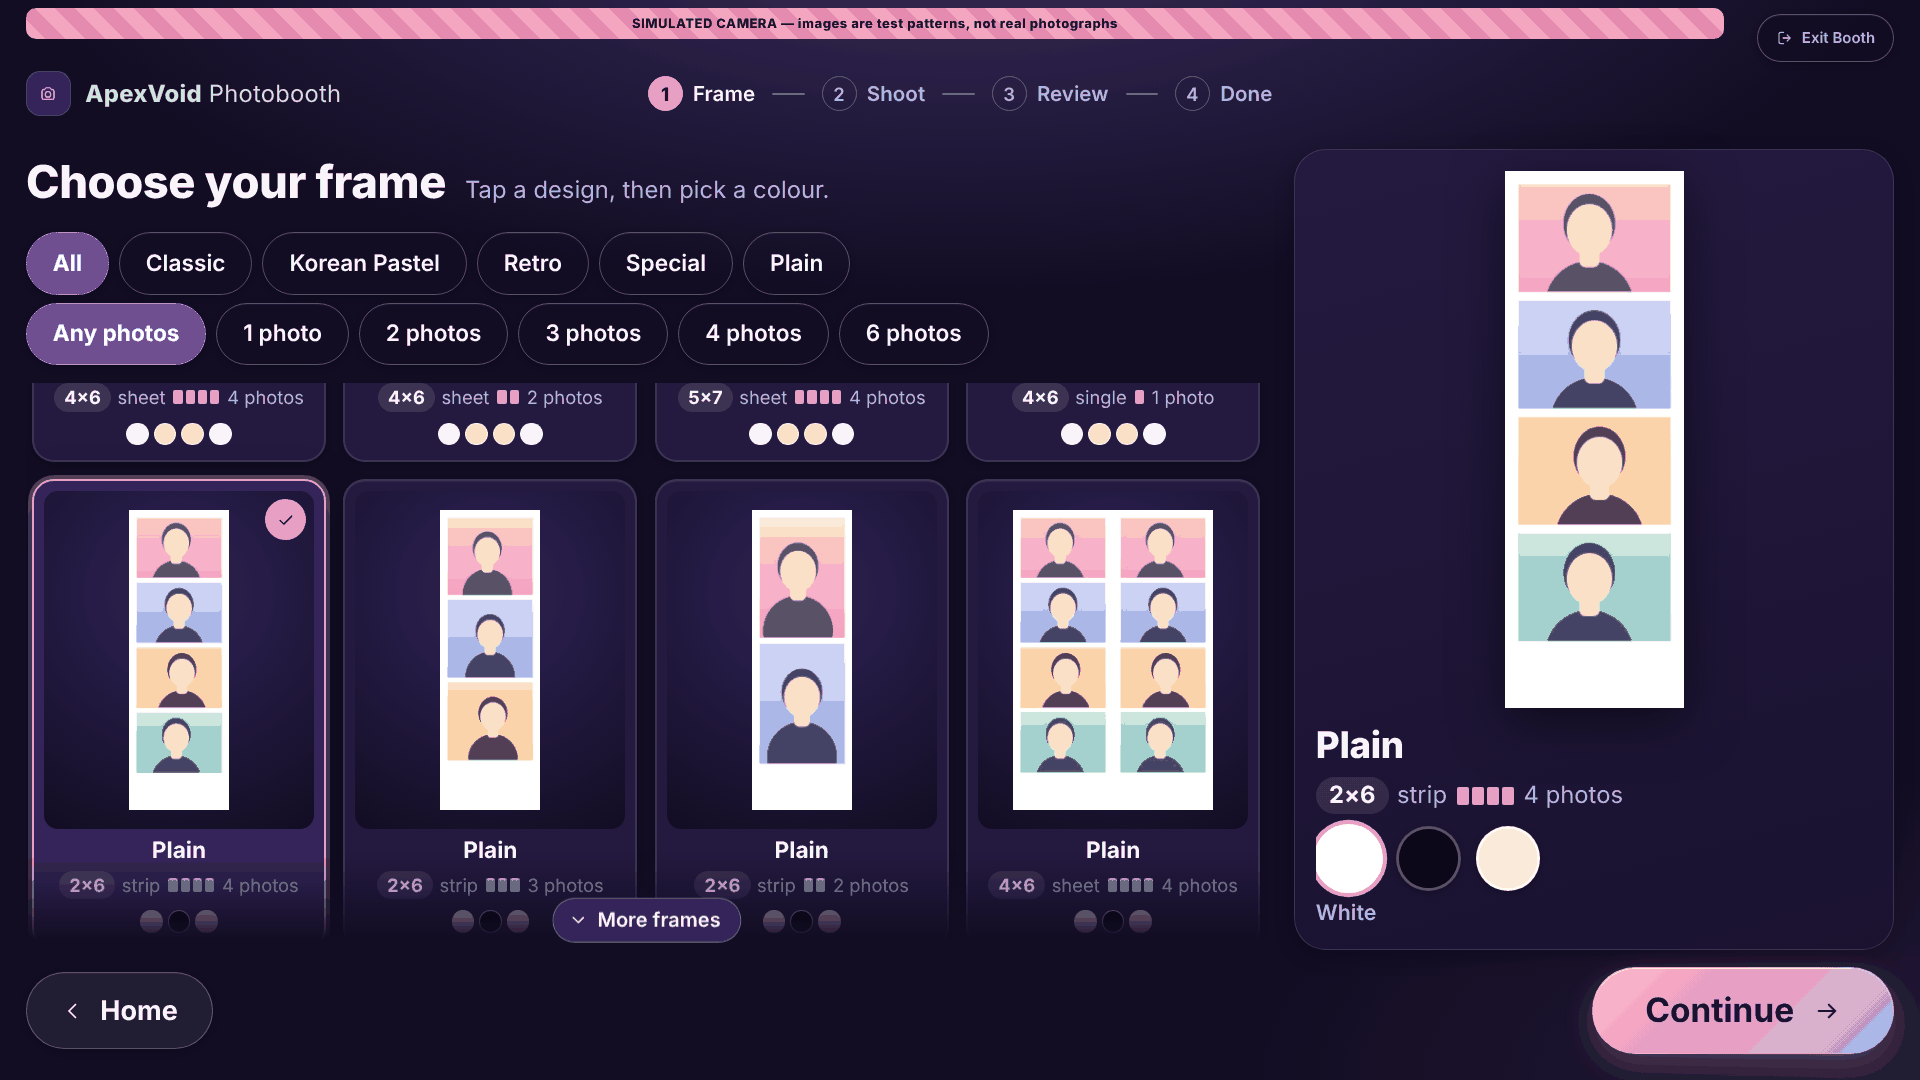 SIMULATED CAMERA — images are test patterns, not real photographs
Exit Booth
ApexVoid Photobooth
1 Frame
2 Shoot
3 Review
4 Done
Choose your frame
Tap a design, then pick a colour.
All
Classic
Korean Pastel
Retro
Special
Plain
Any photos
1 photo
2 photos
3 photos
4 photos
6 photos
4×6 sheet 4 photos
4×6 sheet 2 photos
5×7 sheet 4 photos
4×6 single 1 photo
Plain
2×6 strip 4 photos
Plain
2×6 strip 3 photos
Plain
2×6 strip 2 photos
Plain
4×6 sheet 4 photos
More frames
Plain
2×6 strip 4 photos
White
Home
Continue